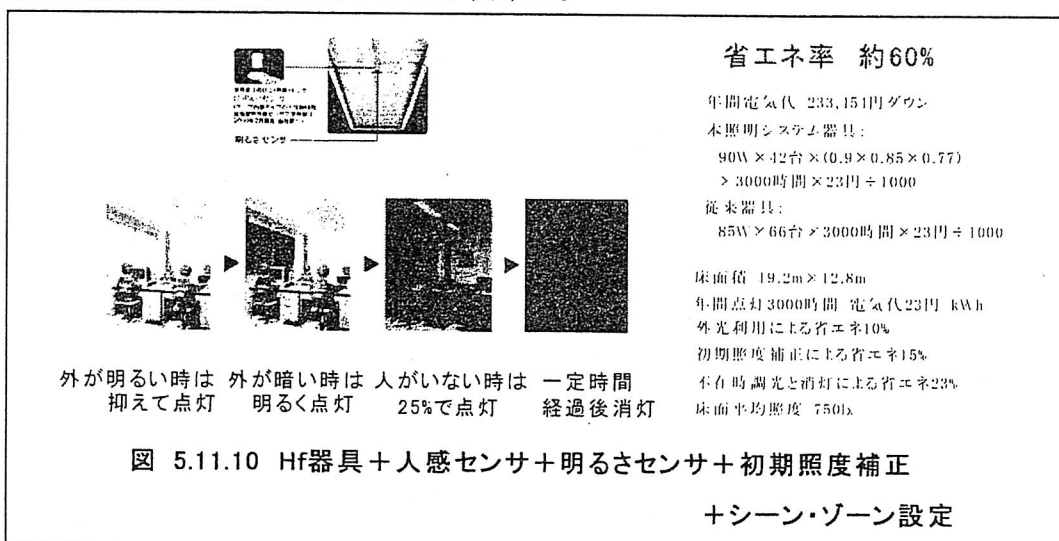 明るさセンサ
省エネ率 約60%
年間電気代 233,151円ダウン
本照明システム器具:
90W×42台×(0.9×0.85×0.77)
×3000時間×23円÷1000
従来器具:
85W×66台×3000時間×23円÷1000
床面積 19.2m×12.8m
年間点灯3000時間 電気代23円 kWh
外光利用による省エネ10%
初期照度補正による省エネ15%
不在時調光と消灯による省エネ23%
床面平均照度 750lx
外が明るい時は
抑えて点灯
外が暗い時は
明るく点灯
人がいない時は
25%で点灯
一定時間
経過後消灯
図 5.11.10 Hf器具+人感センサ+明るさセンサ+初期照度補正
+シーン・ゾーン設定